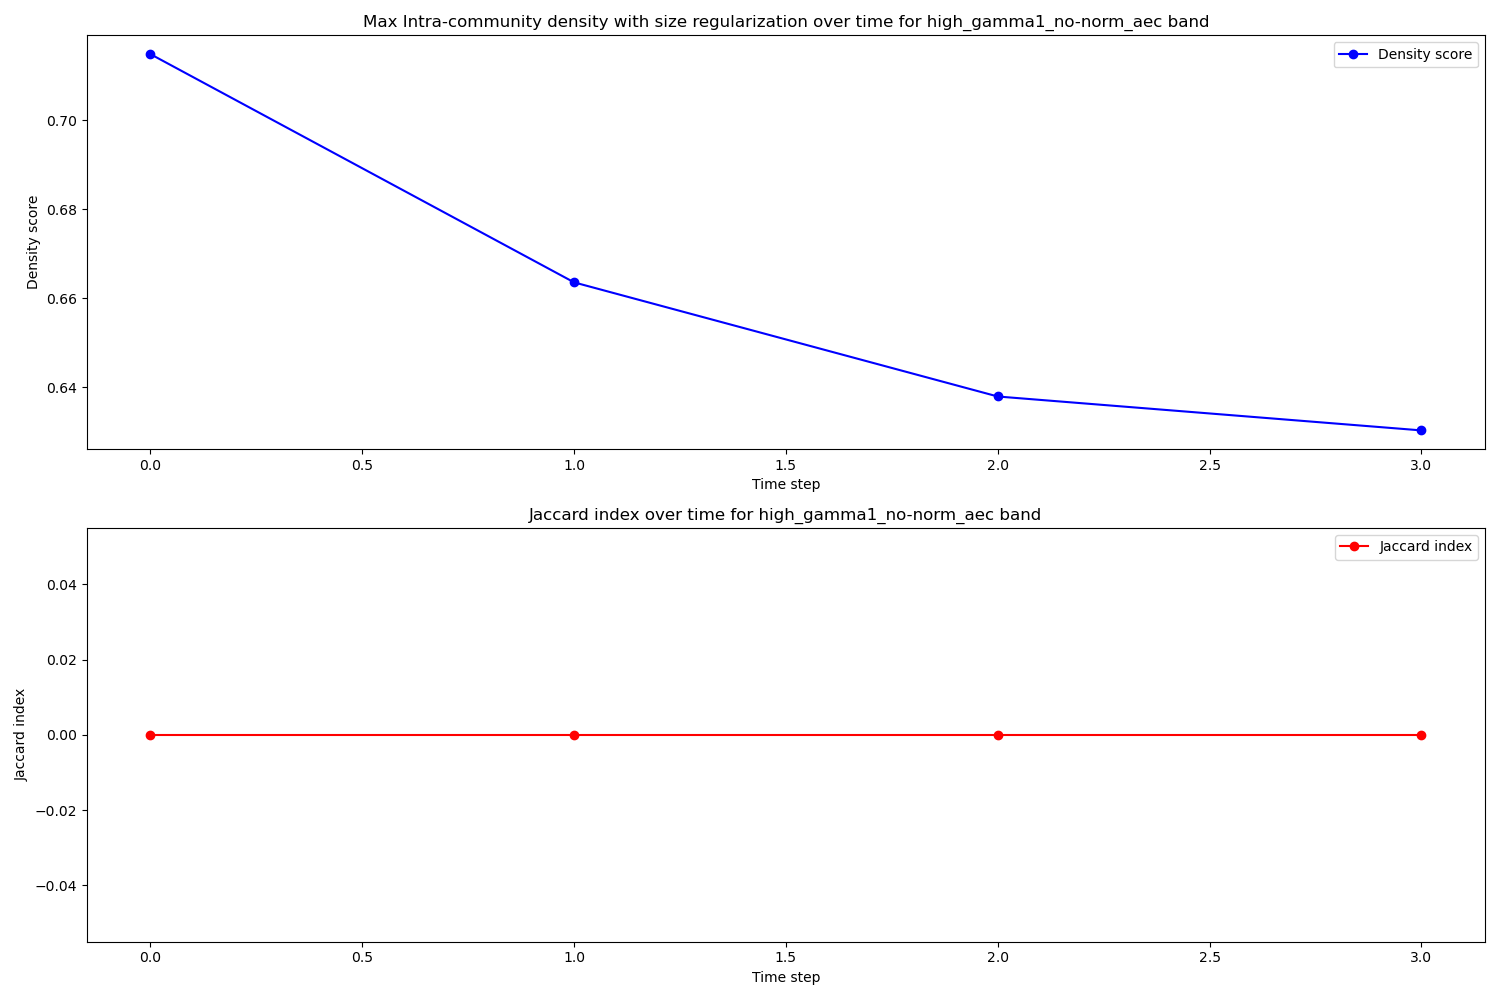 Max Intra-community density with size regularization over time for high_gamma1_no-norm_aec band
Density score
0.70
0.68
0.66
0.64
Density score
0.0 0.5 1.0 1.5 2.0 2.5 3.0
Time step
Jaccard index over time for high_gamma1_no-norm_aec band
Jaccard index
0.04
0.02
0.00
−0.02
−0.04
Jaccard index
0.0 0.5 1.0 1.5 2.0 2.5 3.0
Time step